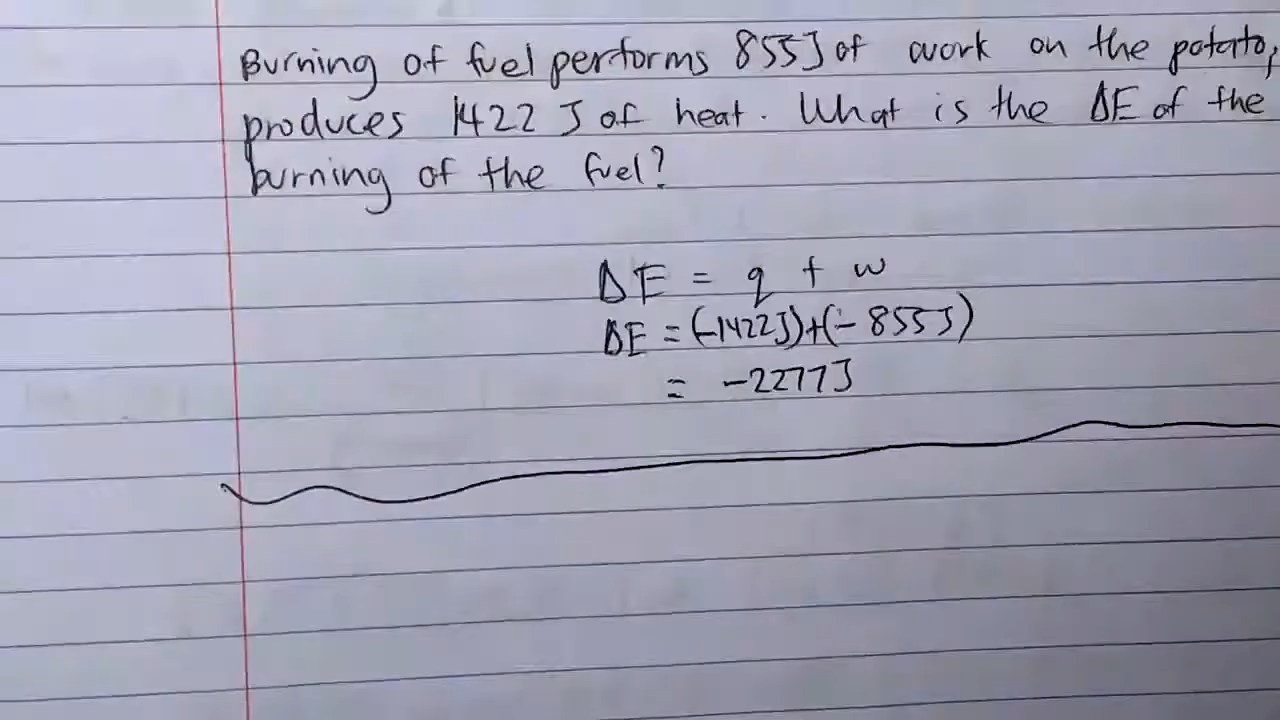 Burning of fuel performs 855J of work on the potato,
produces 1422 J of heat. What is the ΔE of the
burning of the fuel?
ΔE = q + w
ΔE = (-1422J)+(-855J)
= -2277J